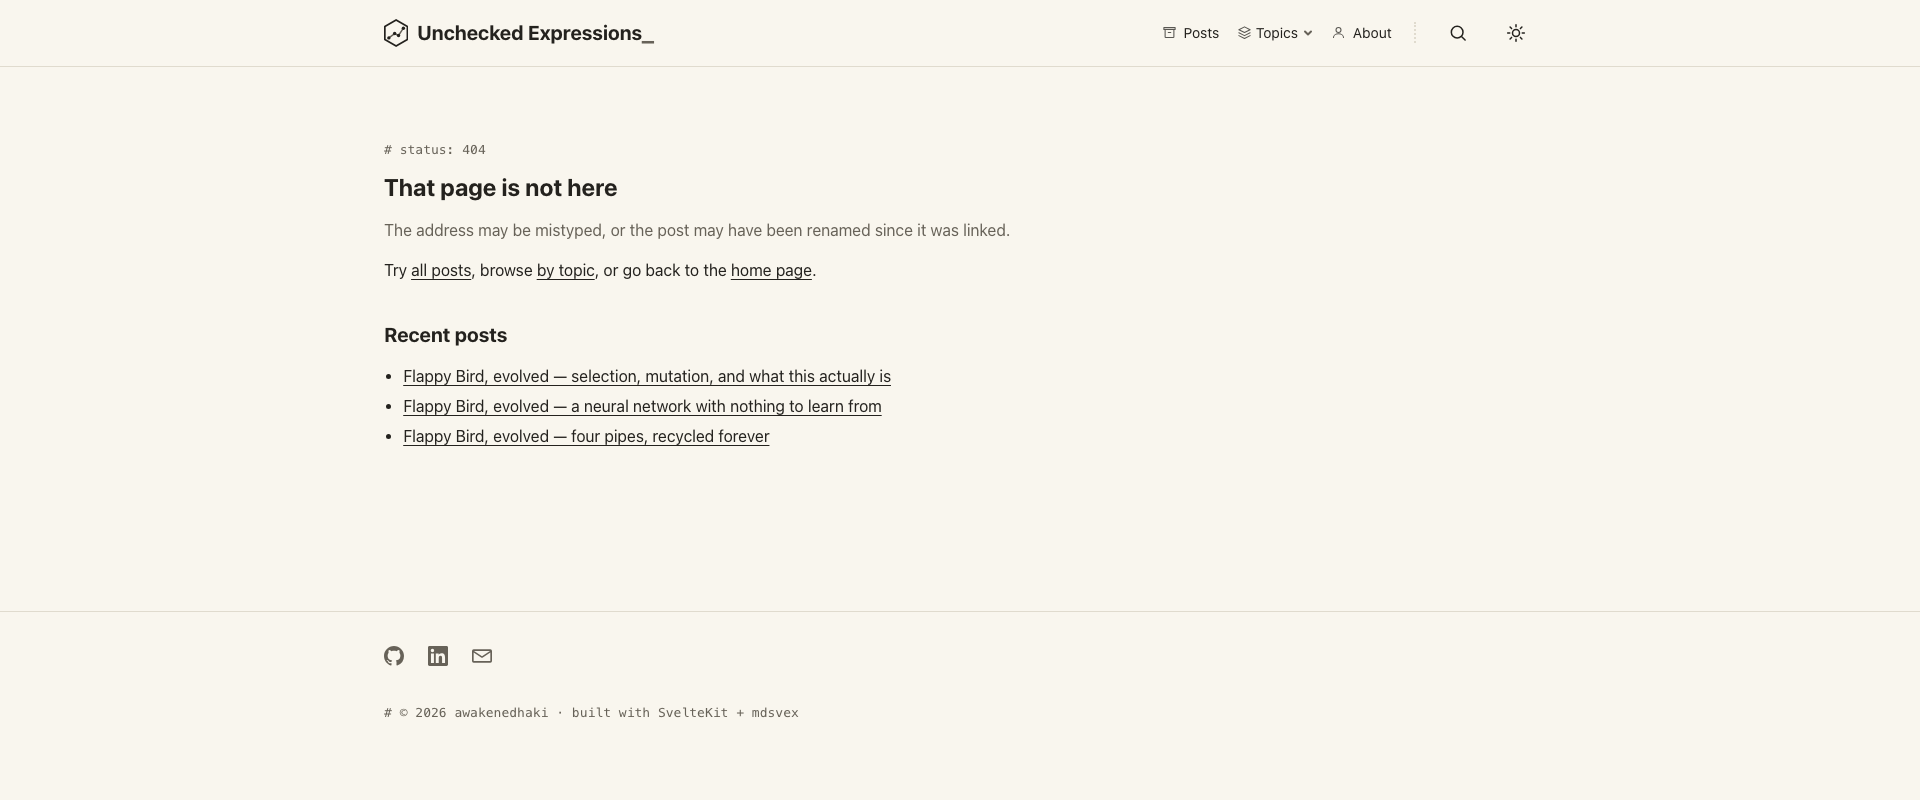 Unchecked Expressions_
Posts
Topics
About
# status: 404
That page is not here
The address may be mistyped, or the post may have been renamed since it was linked.
Try all posts, browse by topic, or go back to the home page.
Recent posts
• Flappy Bird, evolved — selection, mutation, and what this actually is
• Flappy Bird, evolved — a neural network with nothing to learn from
• Flappy Bird, evolved — four pipes, recycled forever
# © 2026 awakenedhaki · built with SvelteKit + mdsvex